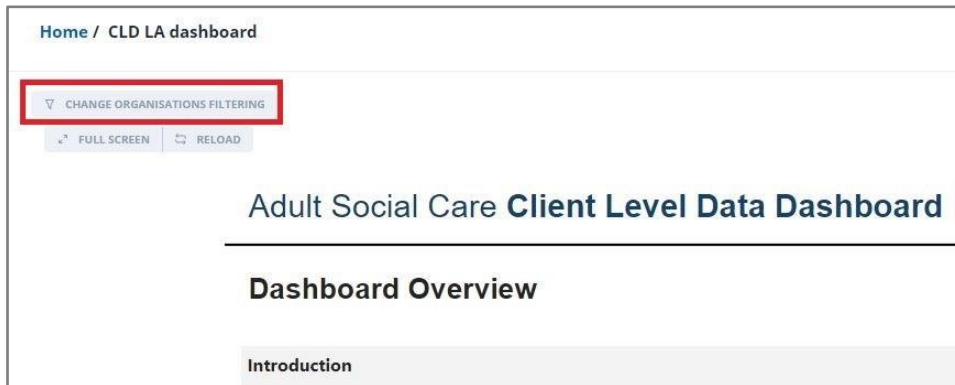 Home / CLD LA dashboard
CHANGE ORGANISATIONS FILTERING
FULL SCREEN RELOAD
Adult Social Care Client Level Data Dashboard
Dashboard Overview
Introduction